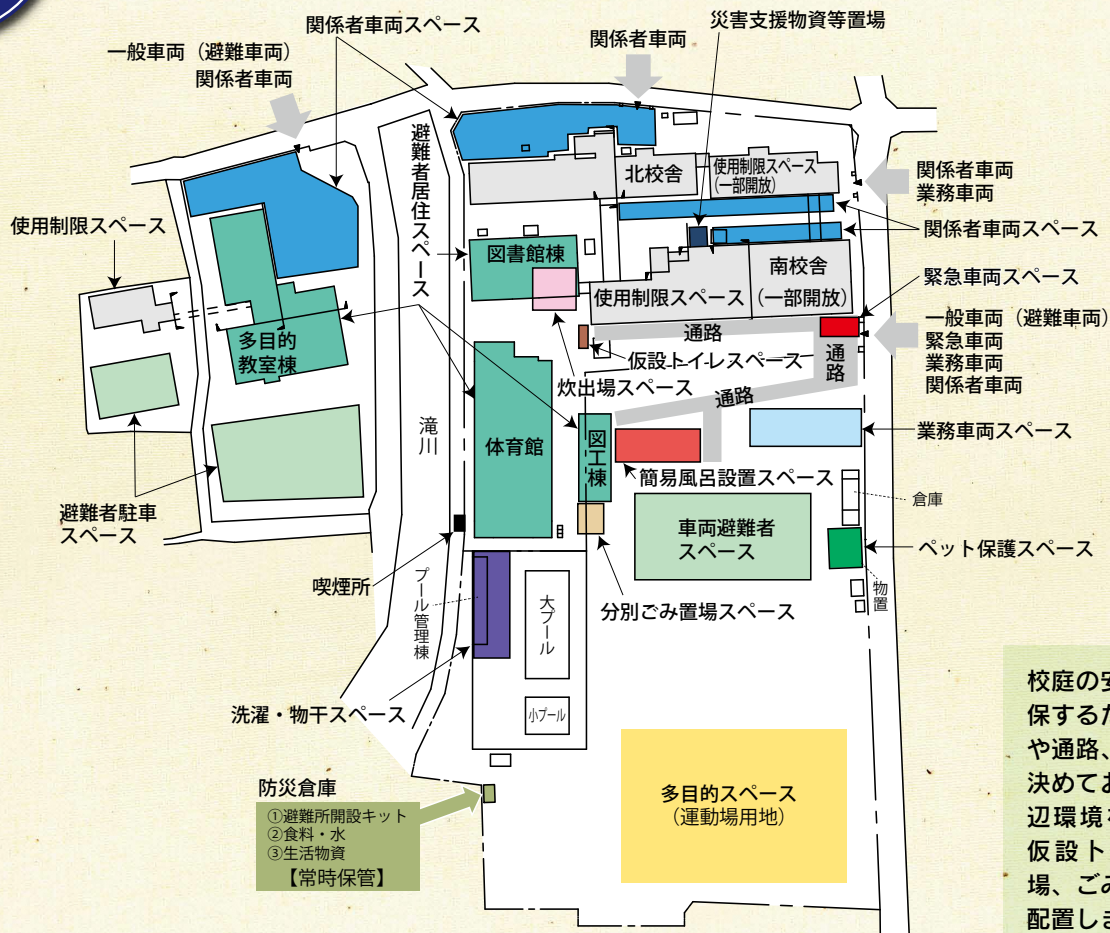 関係者車両スペース
災害支援物資等置場
一般車両（避難車両）
関係者車両
関係者車両
避難者居住スペース
北校舎
使用制限スペース
（一部開放）
関係者車両
業務車両
使用制限スペース
関係者車両スペース
図書館棟
南校舎
（一部開放）
使用制限スペース
緊急車両スペース
一般車両（避難車両）
緊急車両
業務車両
関係者車両
通路
通路
通路
仮設トイレスペース
炊出場スペース
多目的
教室棟
滝川
体育館
図工棟
業務車両スペース
簡易風呂設置スペース
倉庫
避難者駐車
スペース
車両避難者
スペース
ペット保護スペース
物置
喫煙所
プール管理棟
大プール
分別ごみ置場スペース
小プール
洗濯・物干スペース
防災倉庫
①避難所開設キット
②食料・水
③生活物資
【常時保管】
多目的スペース
（運動場用地）
校庭の
保するた
や通路、
決めてお
辺環境を
仮設ト
場、ごみ
配置しま